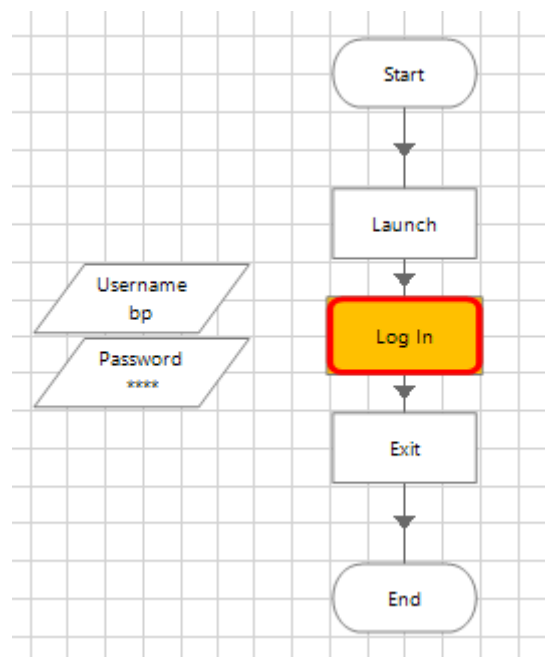 Start
Launch
Username
bp
Password
****
Log In
Exit
End